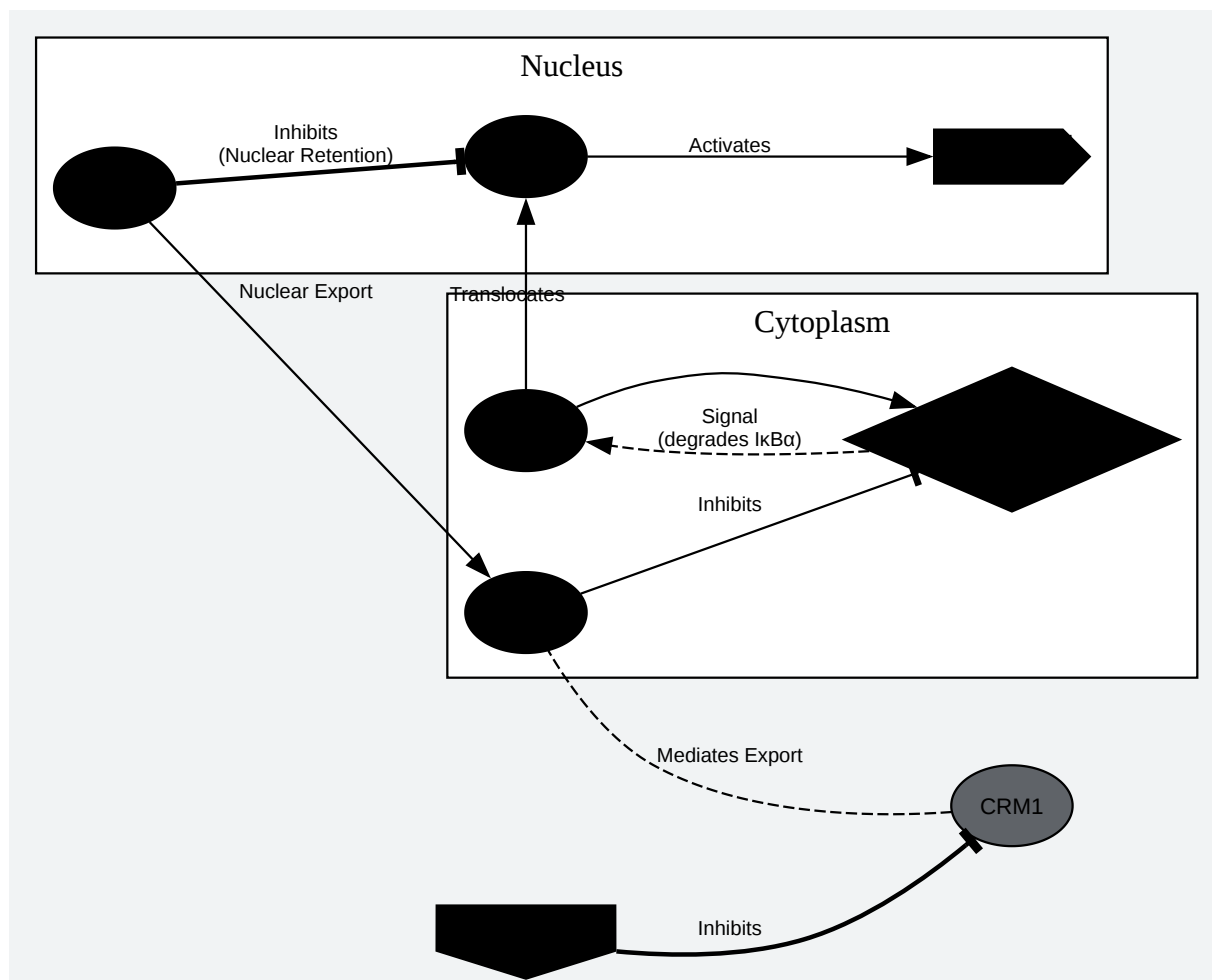 Nucleus
Inhibits
(Nuclear Retention)
Activates
Nuclear Export
Translocates
Cytoplasm
Signal
(degrades IκBα)
Inhibits
Mediates Export
CRM1
Inhibits